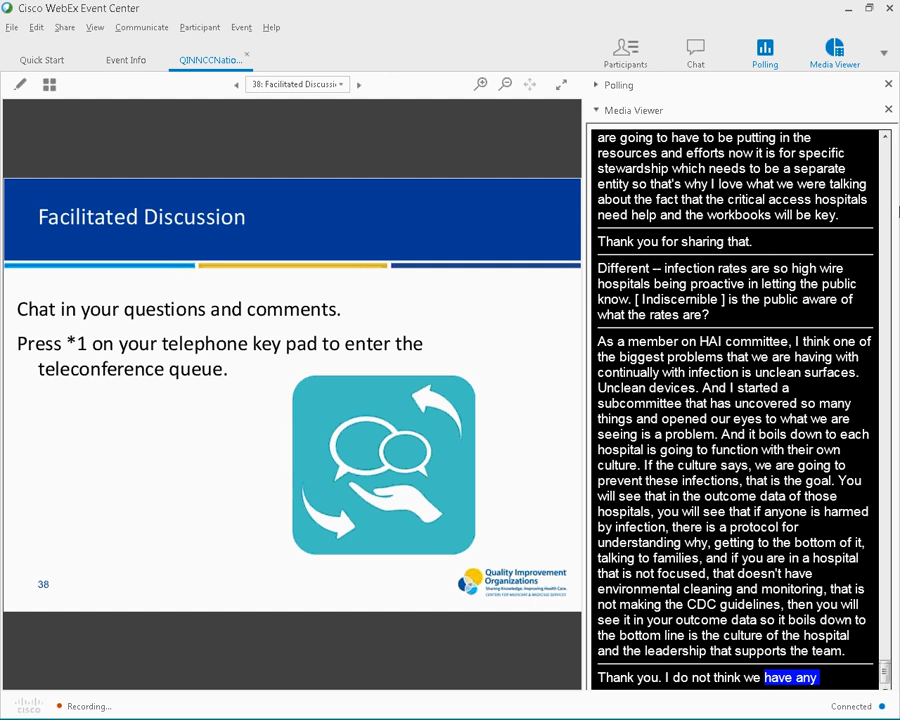 Cisco WebEx Event Center
File Edit Share View Communicate Participant Event Help
Quick Start Event Info QINNCCNatio... Participants Chat Polling Media Viewer
38: Facilitated Discussi
Polling
Media Viewer
Facilitated Discussion
Chat in your questions and comments.
Press *1 on your telephone key pad to enter the
teleconference queue.
38
Quality Improvement
Organizations
Sharing Knowledge. Improving Health Care.
CENTERS FOR MEDICARE & MEDICAID SERVICES
are going to have to be putting in the
resources and efforts now it is for specific
stewardship which needs to be a separate
entity so that's why I love what we were talking
about the fact that the critical access hospitals
need help and the workbooks will be key.
Thank you for sharing that.
Different -- infection rates are so high wire
hospitals being proactive in letting the public
know. [ Indiscernible ] is the public aware of
what the rates are?
As a member on HAI committee, I think one of
the biggest problems that we are having with
continually with infection is unclean surfaces.
Unclean devices. And I started a
subcommittee that has uncovered so many
things and opened our eyes to what we are
seeing is a problem. And it boils down to each
hospital is going to function with their own
culture. If the culture says, we are going to
prevent these infections, that is the goal. You
will see that in the outcome data of those
hospitals, you will see that if anyone is harmed
by infection, there is a protocol for
understanding why, getting to the bottom of it,
talking to families, and if you are in a hospital
that is not focused, that doesn't have
environmental cleaning and monitoring, that is
not making the CDC guidelines, then you will
see it in your outcome data so it boils down to
the bottom line is the culture of the hospital
and the leadership that supports the team.
Thank you. I do not think we have any
cisco Recording... Connected